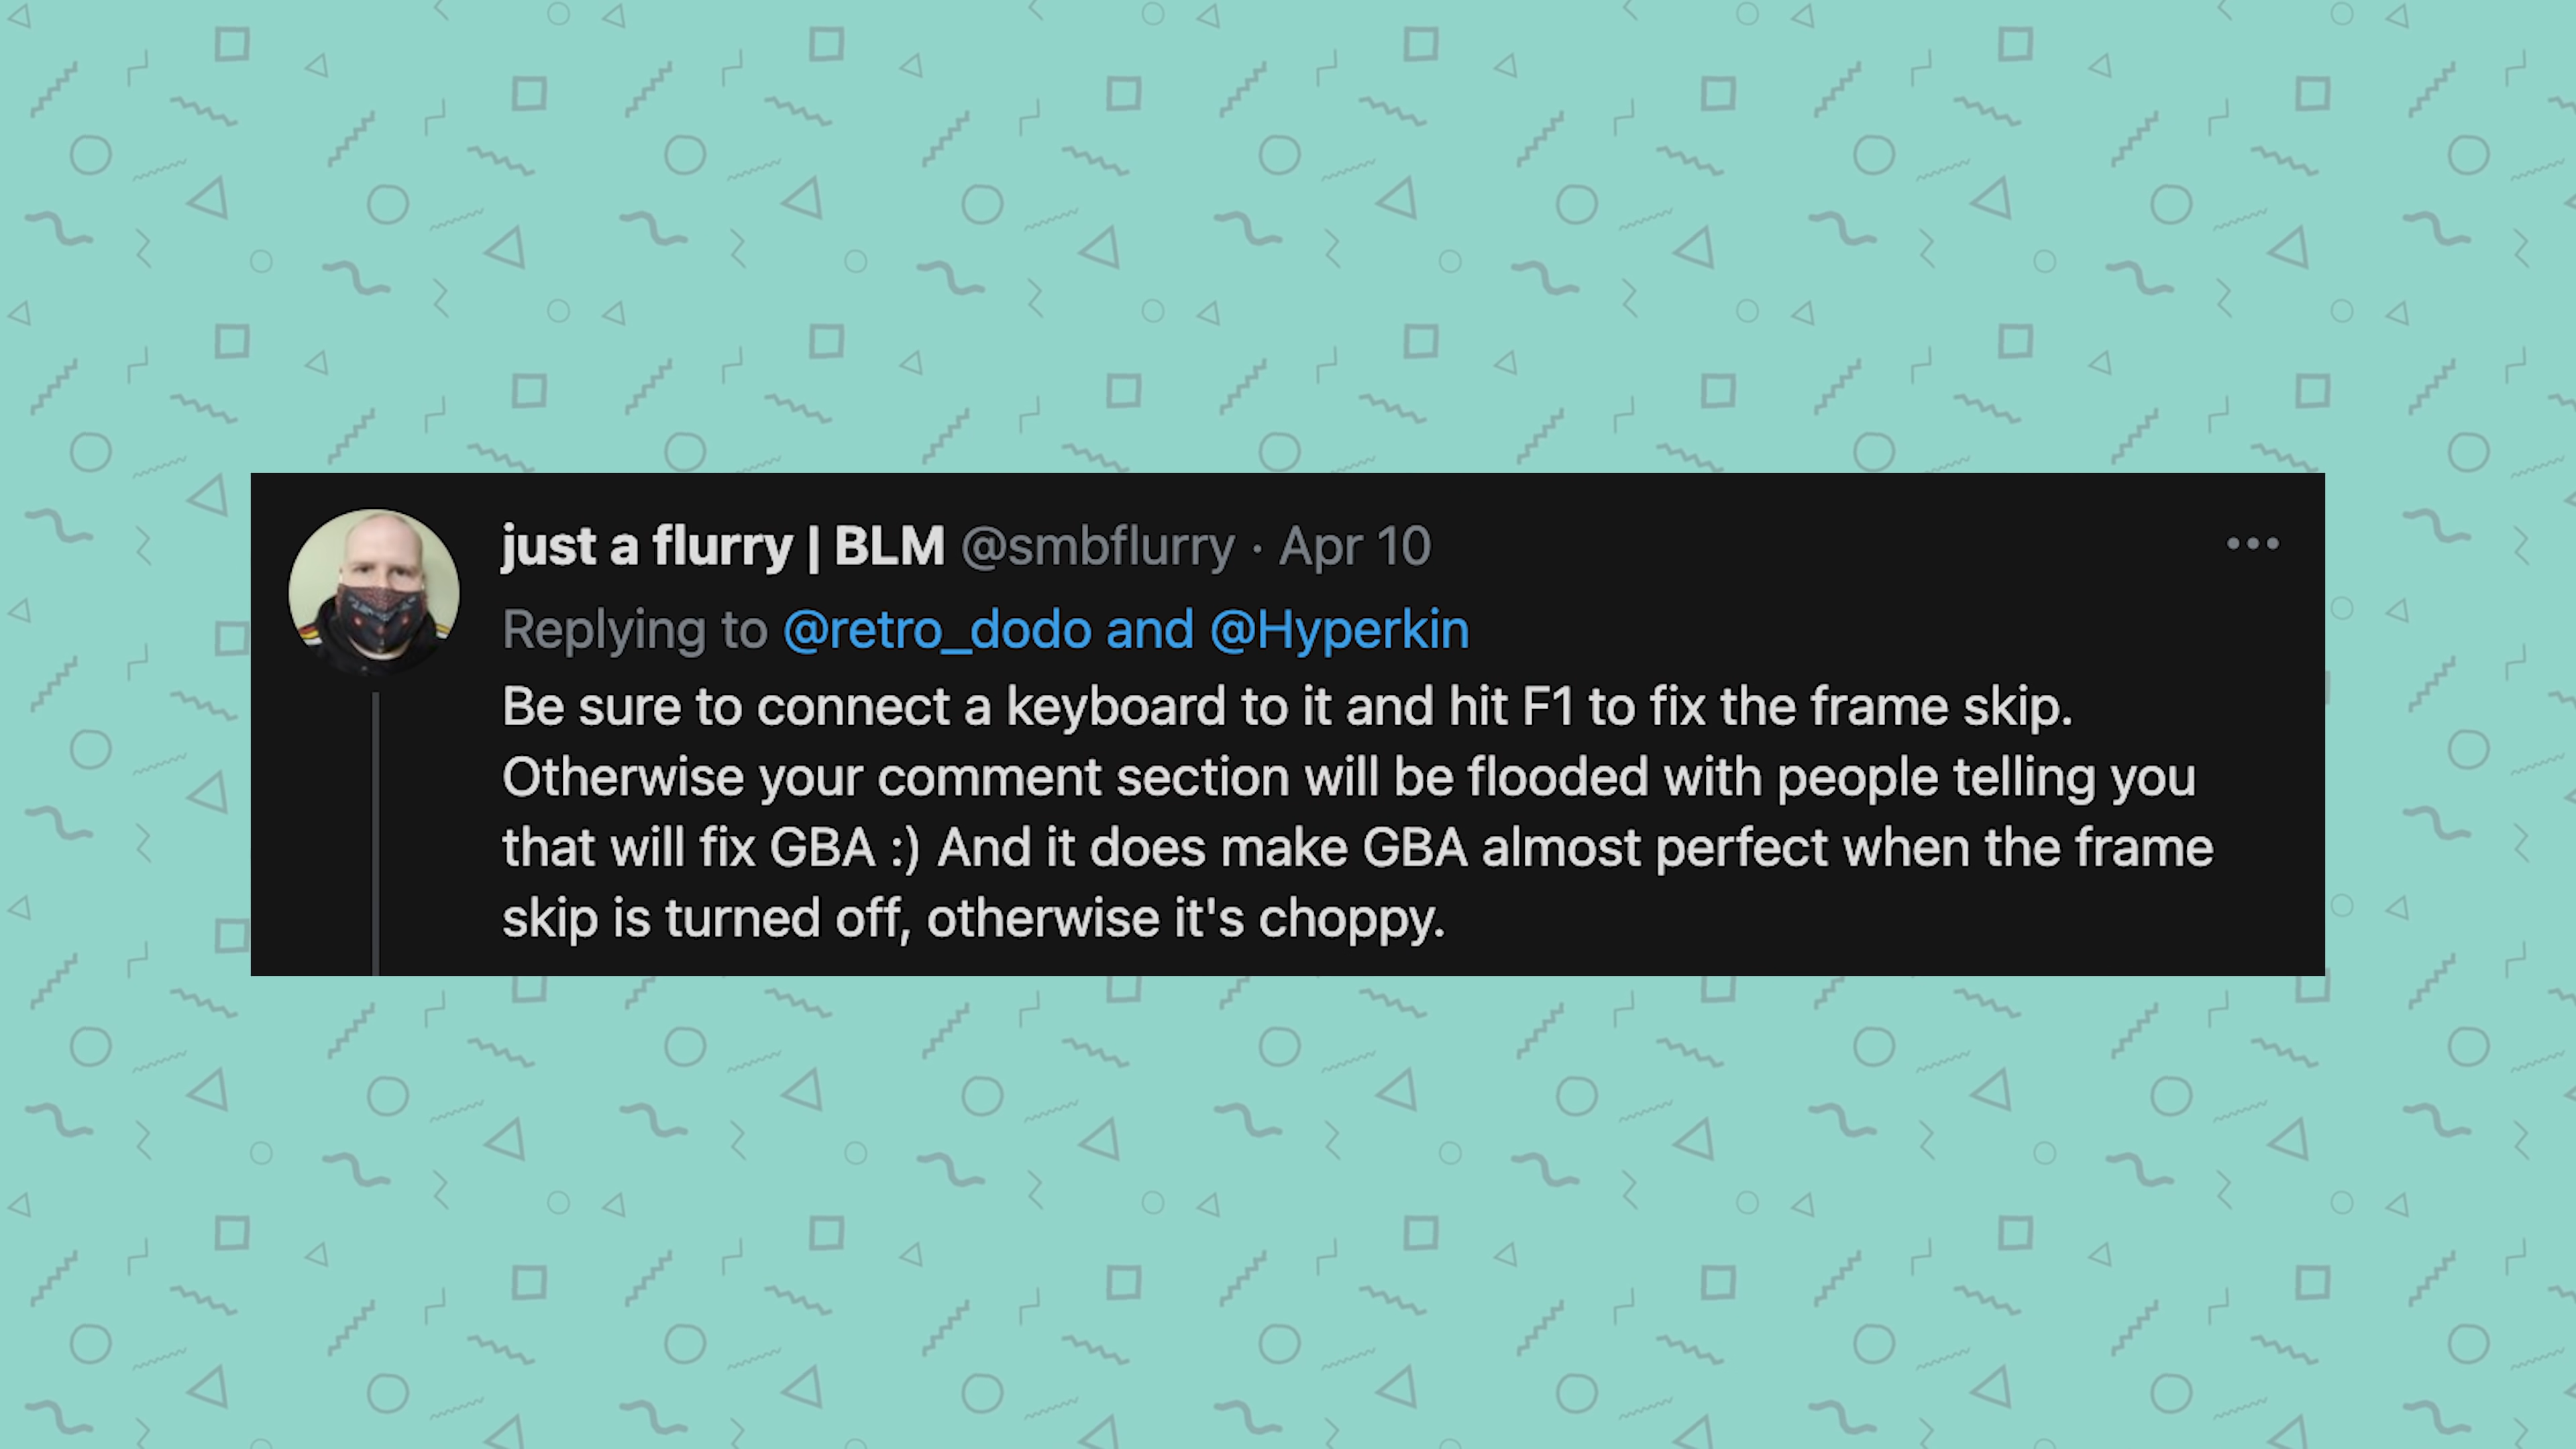 just a flurry | BLM @smbflurry · Apr 10
Replying to @retro_dodo and @Hyperkin
Be sure to connect a keyboard to it and hit F1 to fix the frame skip.
Otherwise your comment section will be flooded with people telling you
that will fix GBA :) And it does make GBA almost perfect when the frame
skip is turned off, otherwise it's choppy.